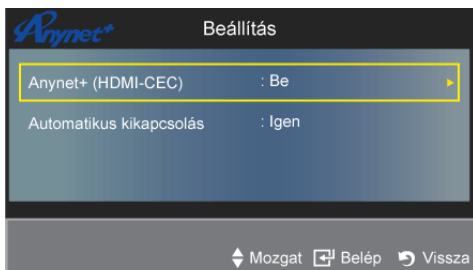 Anynet+ Beállítás
Anynet+ (HDMI-CEC) : Be
Automatikus kikapcsolás : Igen
Mozgat Belép Vissza